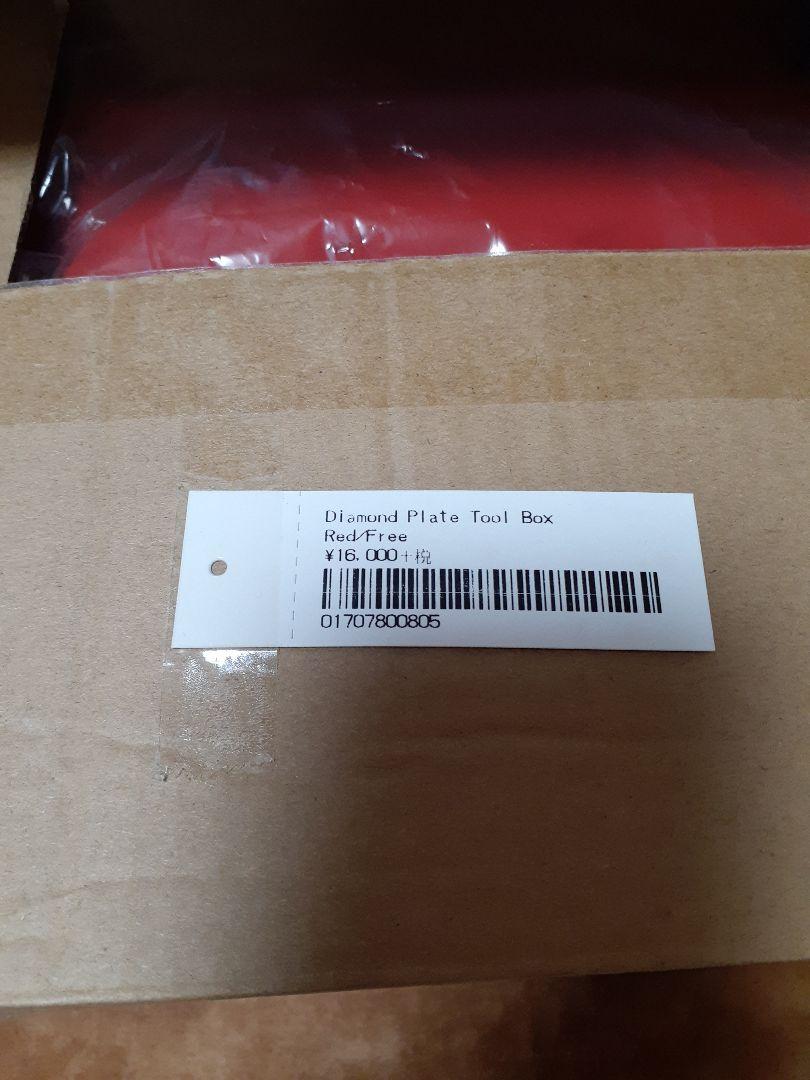 Diamond Plate Tool Box
Red/Free
¥16,000+税
01707800805